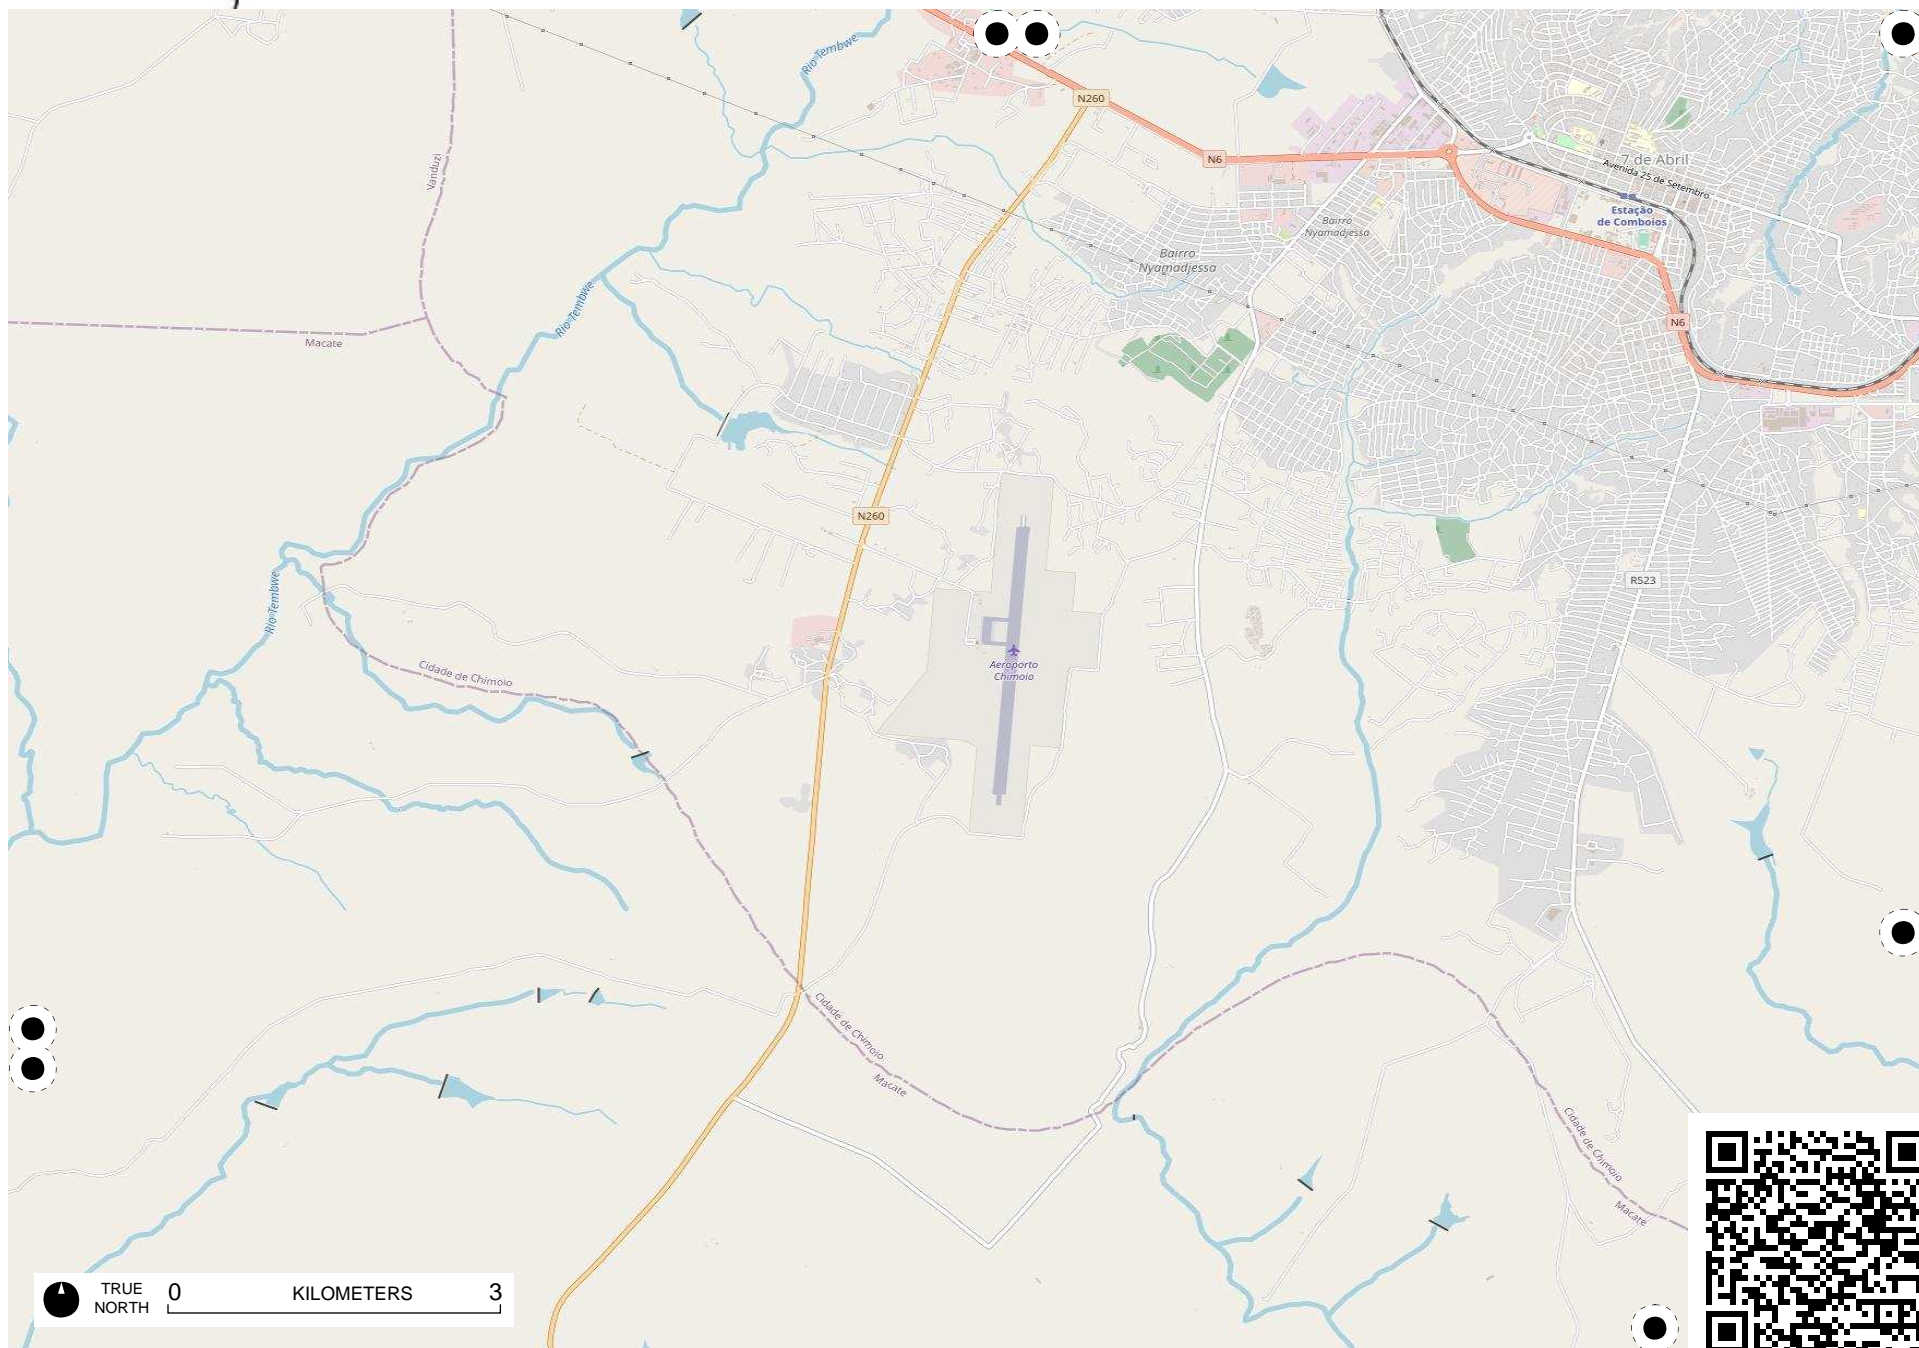 Rio Tembwe
N260
N6
7 de Abril
Avenida 25 de Setembro
Vanduzi
Estação
de Comboios
Bairro
Nyamadjessa
Bairro
Nyamadjessa
Rio Tembwe
Macate
N6
N260
Rio Tembwe
R523
Cidade de Chimoio
Aeroporto
Chimoio
Cidade de Chimoio
Macate
Cidade de Chimoio
Macate
TRUE
NORTH
0 KILOMETERS 3